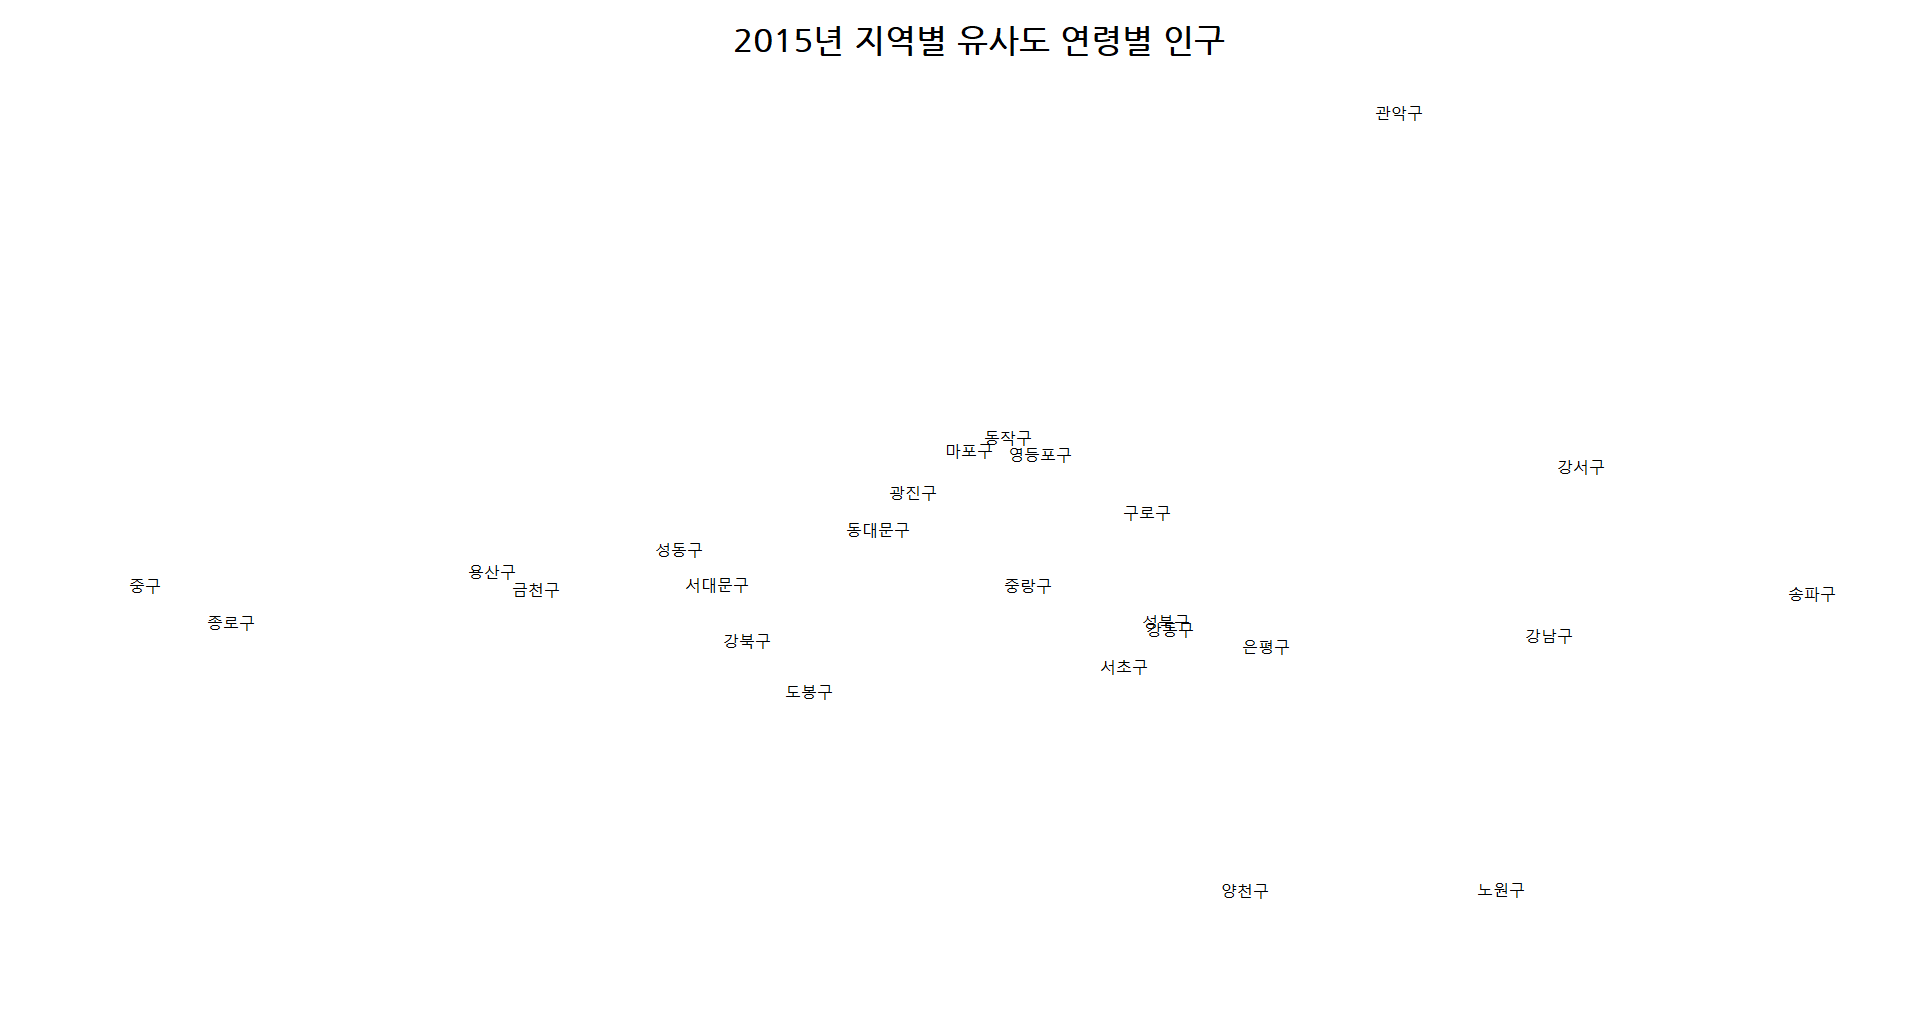 2015년 지역별 유사도 연령별 인구
관악구
동작구
마포구
영등포구
강서구
광진구
구로구
동대문구
성동구
용산구
서대문구
중구
중랑구
금천구
송파구
종로구
성북구
강동구
강남구
강북구
은평구
서초구
도봉구
노원구
양천구